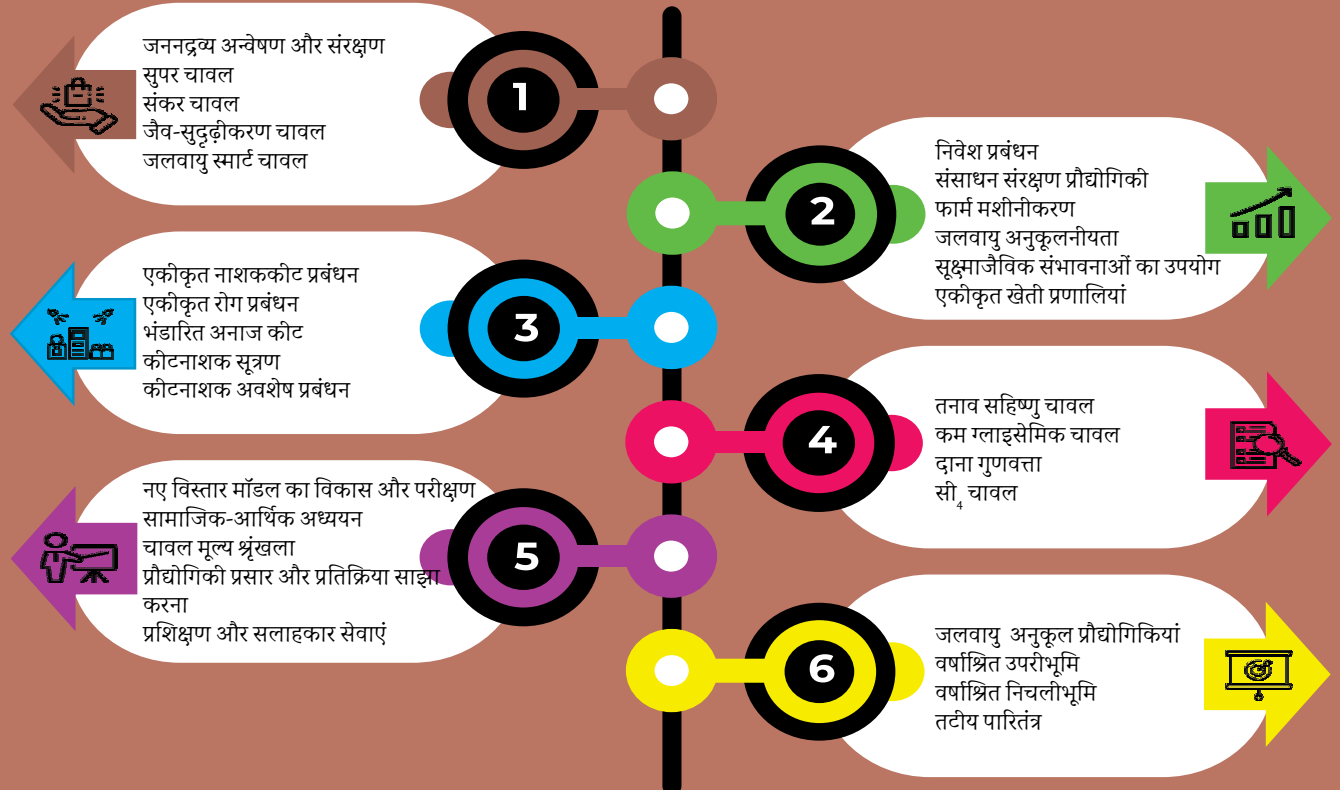 1
जननद्रव्य अन्वेषण और संरक्षण
सुपर चावल
संकर चावल
जैव-सुदृढ़ीकरण चावल
जलवायु स्मार्ट चावल
2
निवेश प्रबंधन
संसाधन संरक्षण प्रौद्योगिकी
फार्म मशीनीकरण
जलवायु अनुकूलनीयता
सूक्ष्माजैविक संभावनाओं का उपयोग
एकीकृत खेती प्रणालियां
3
एकीकृत नाशककीट प्रबंधन
एकीकृत रोग प्रबंधन
भंडारित अनाज कीट
कीटनाशक सूत्रण
कीटनाशक अवशेष प्रबंधन
4
तनाव सहिष्णु चावल
कम ग्लाइसेमिक चावल
दाना गुणवत्ता
सी₄ चावल
5
नए विस्तार मॉडल का विकास और परीक्षण
सामाजिक-आर्थिक अध्ययन
चावल मूल्य श्रृंखला
प्रौद्योगिकी प्रसार और प्रतिक्रिया साझा
करना
प्रशिक्षण और सलाहकार सेवाएं
6
जलवायु अनुकूल प्रौद्योगिकियां
वर्षाश्रित उपरीभूमि
वर्षाश्रित निचलीभूमि
तटीय पारितंत्र